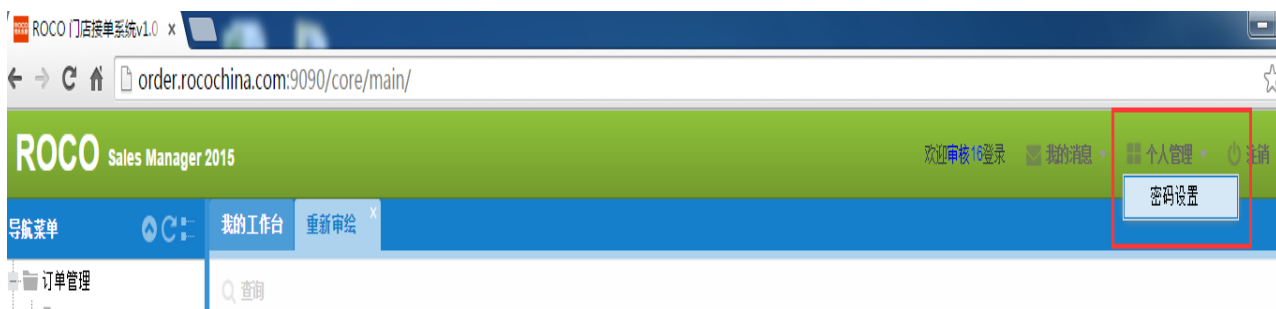 ROCO 门店接单系统v1.0 ×
order.rocochina.com:9090/core/main/
ROCO Sales Manager 2015
欢迎审核16登录 我的消息 个人管理 注销
密码设置
导航菜单 我的工作台 重新审绘 x
订单管理
查询